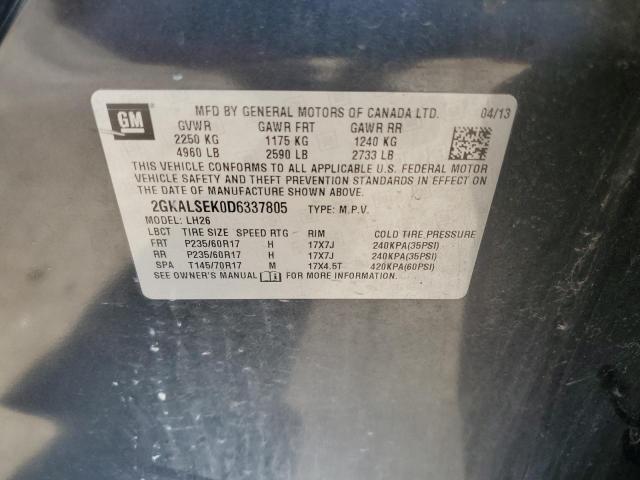 GM
MFD BY GENERAL MOTORS OF CANADA LTD. 04/13
GVWR GAWR FRT GAWR RR
2250 KG 1175 KG 1240 KG
4960 LB 2590 LB 2733 LB
THIS VEHICLE CONFORMS TO ALL APPLICABLE U.S. FEDERAL MOTOR
VEHICLE SAFETY AND THEFT PREVENTION STANDARDS IN EFFECT ON THE
DATE OF MANUFACTURE SHOWN ABOVE.
2GKALSEK0D6337805 TYPE: M.P.V.
MODEL: LH26
LBCT TIRE SIZE SPEED RTG RIM COLD TIRE PRESSURE
FRT P235/60R17 H 17X7J 240KPA(35PSI)
RR P235/60R17 H 17X7J 240KPA(35PSI)
SPA T145/70R17 M 17X4.5T 420KPA(60PSI)
SEE OWNER'S MANUAL FOR MORE INFORMATION.